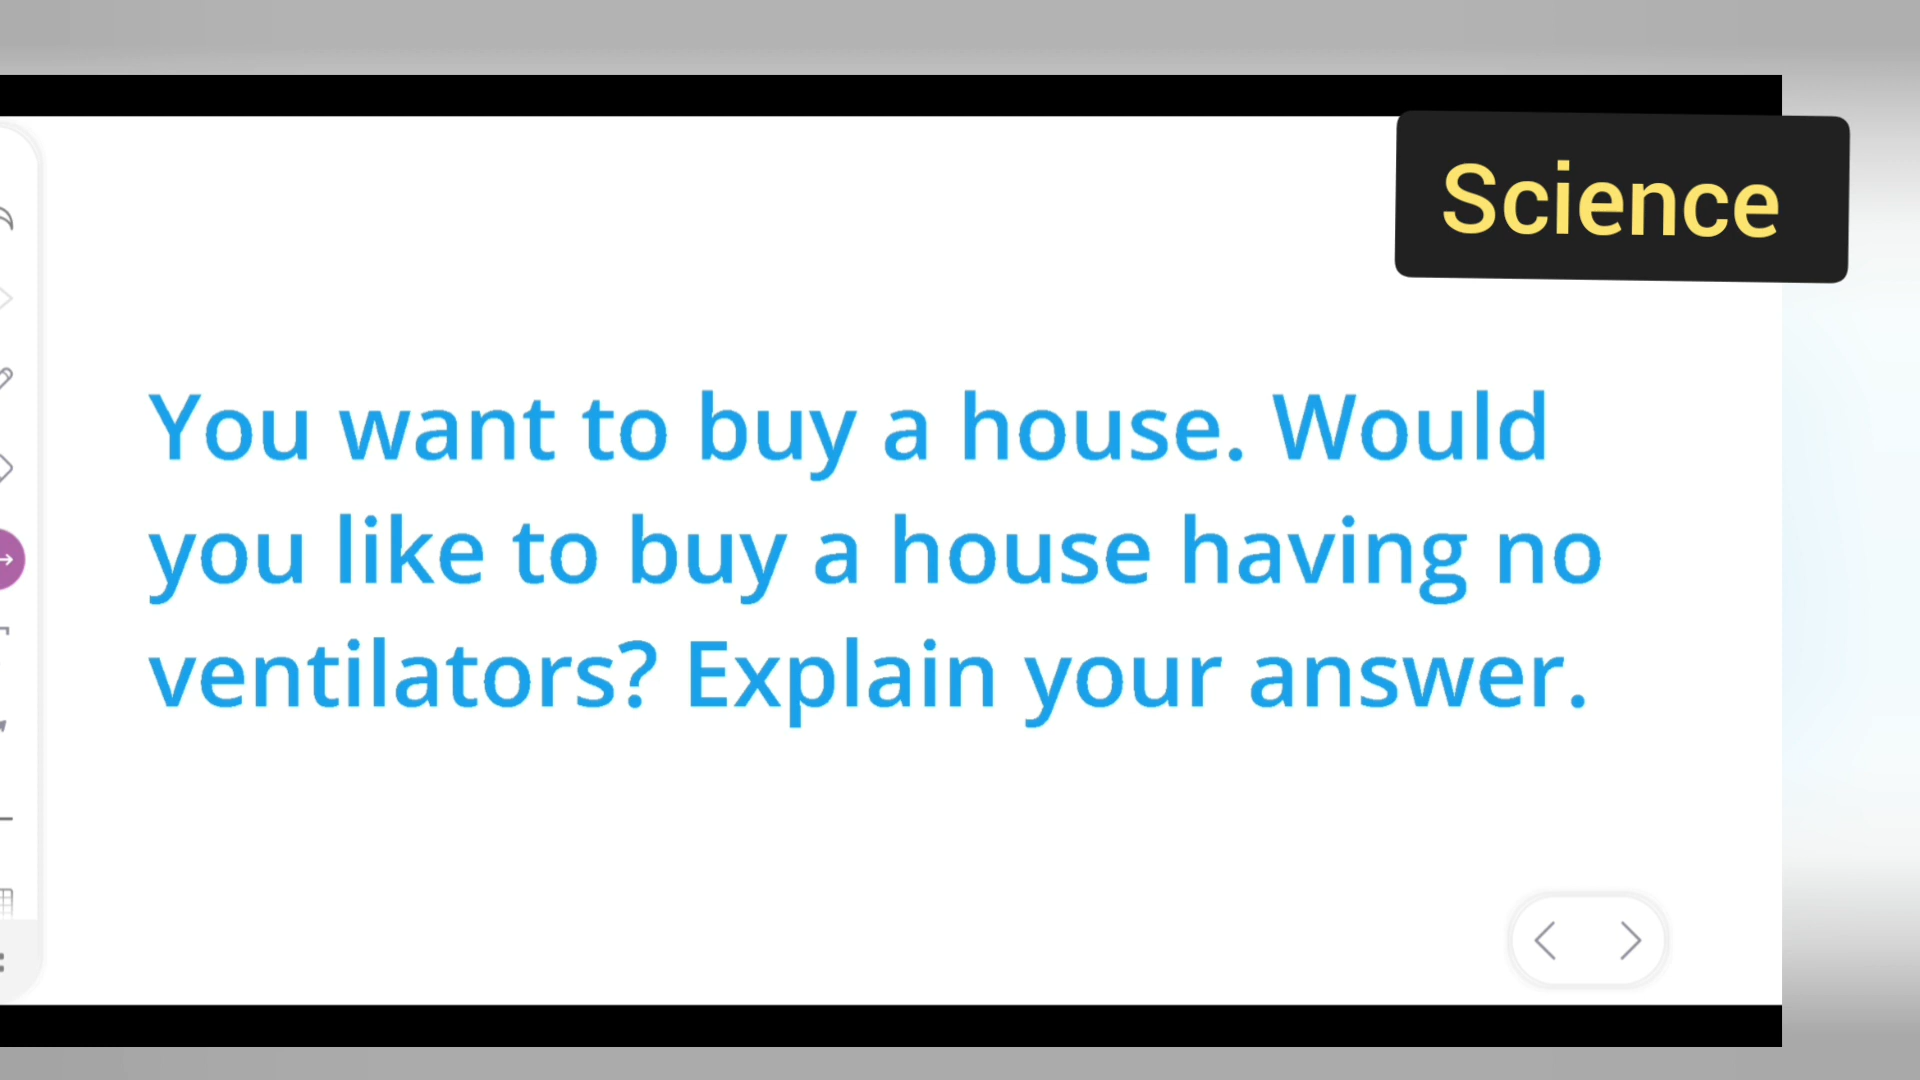 Science
You want to buy a house. Would
you like to buy a house having no
ventilators? Explain your answer.